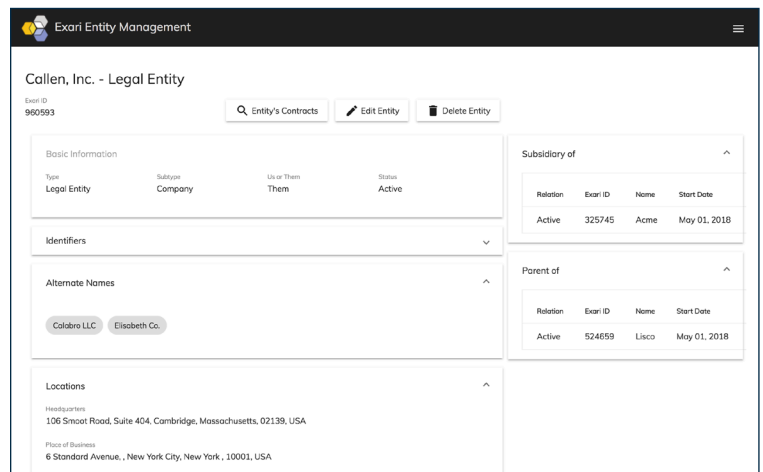 Exari Entity Management
Callen, Inc. - Legal Entity
Exari ID
960593
Entity's Contracts
Edit Entity
Delete Entity
Basic Information
Type Subtype Us or Them Status
Legal Entity Company Them Active
Identifiers
Alternate Names
Calabro LLC Elisabeth Co.
Locations
Headquarters
106 Smoot Road, Suite 404, Cambridge, Massachusetts, 02139, USA
Place of Business
6 Standard Avenue, , New York City, New York , 10001, USA
Subsidiary of
Relation Exari ID Name Start Date
Active 325745 Acme May 01, 2018
Parent of
Relation Exari ID Name Start Date
Active 524659 Lisco May 01, 2018